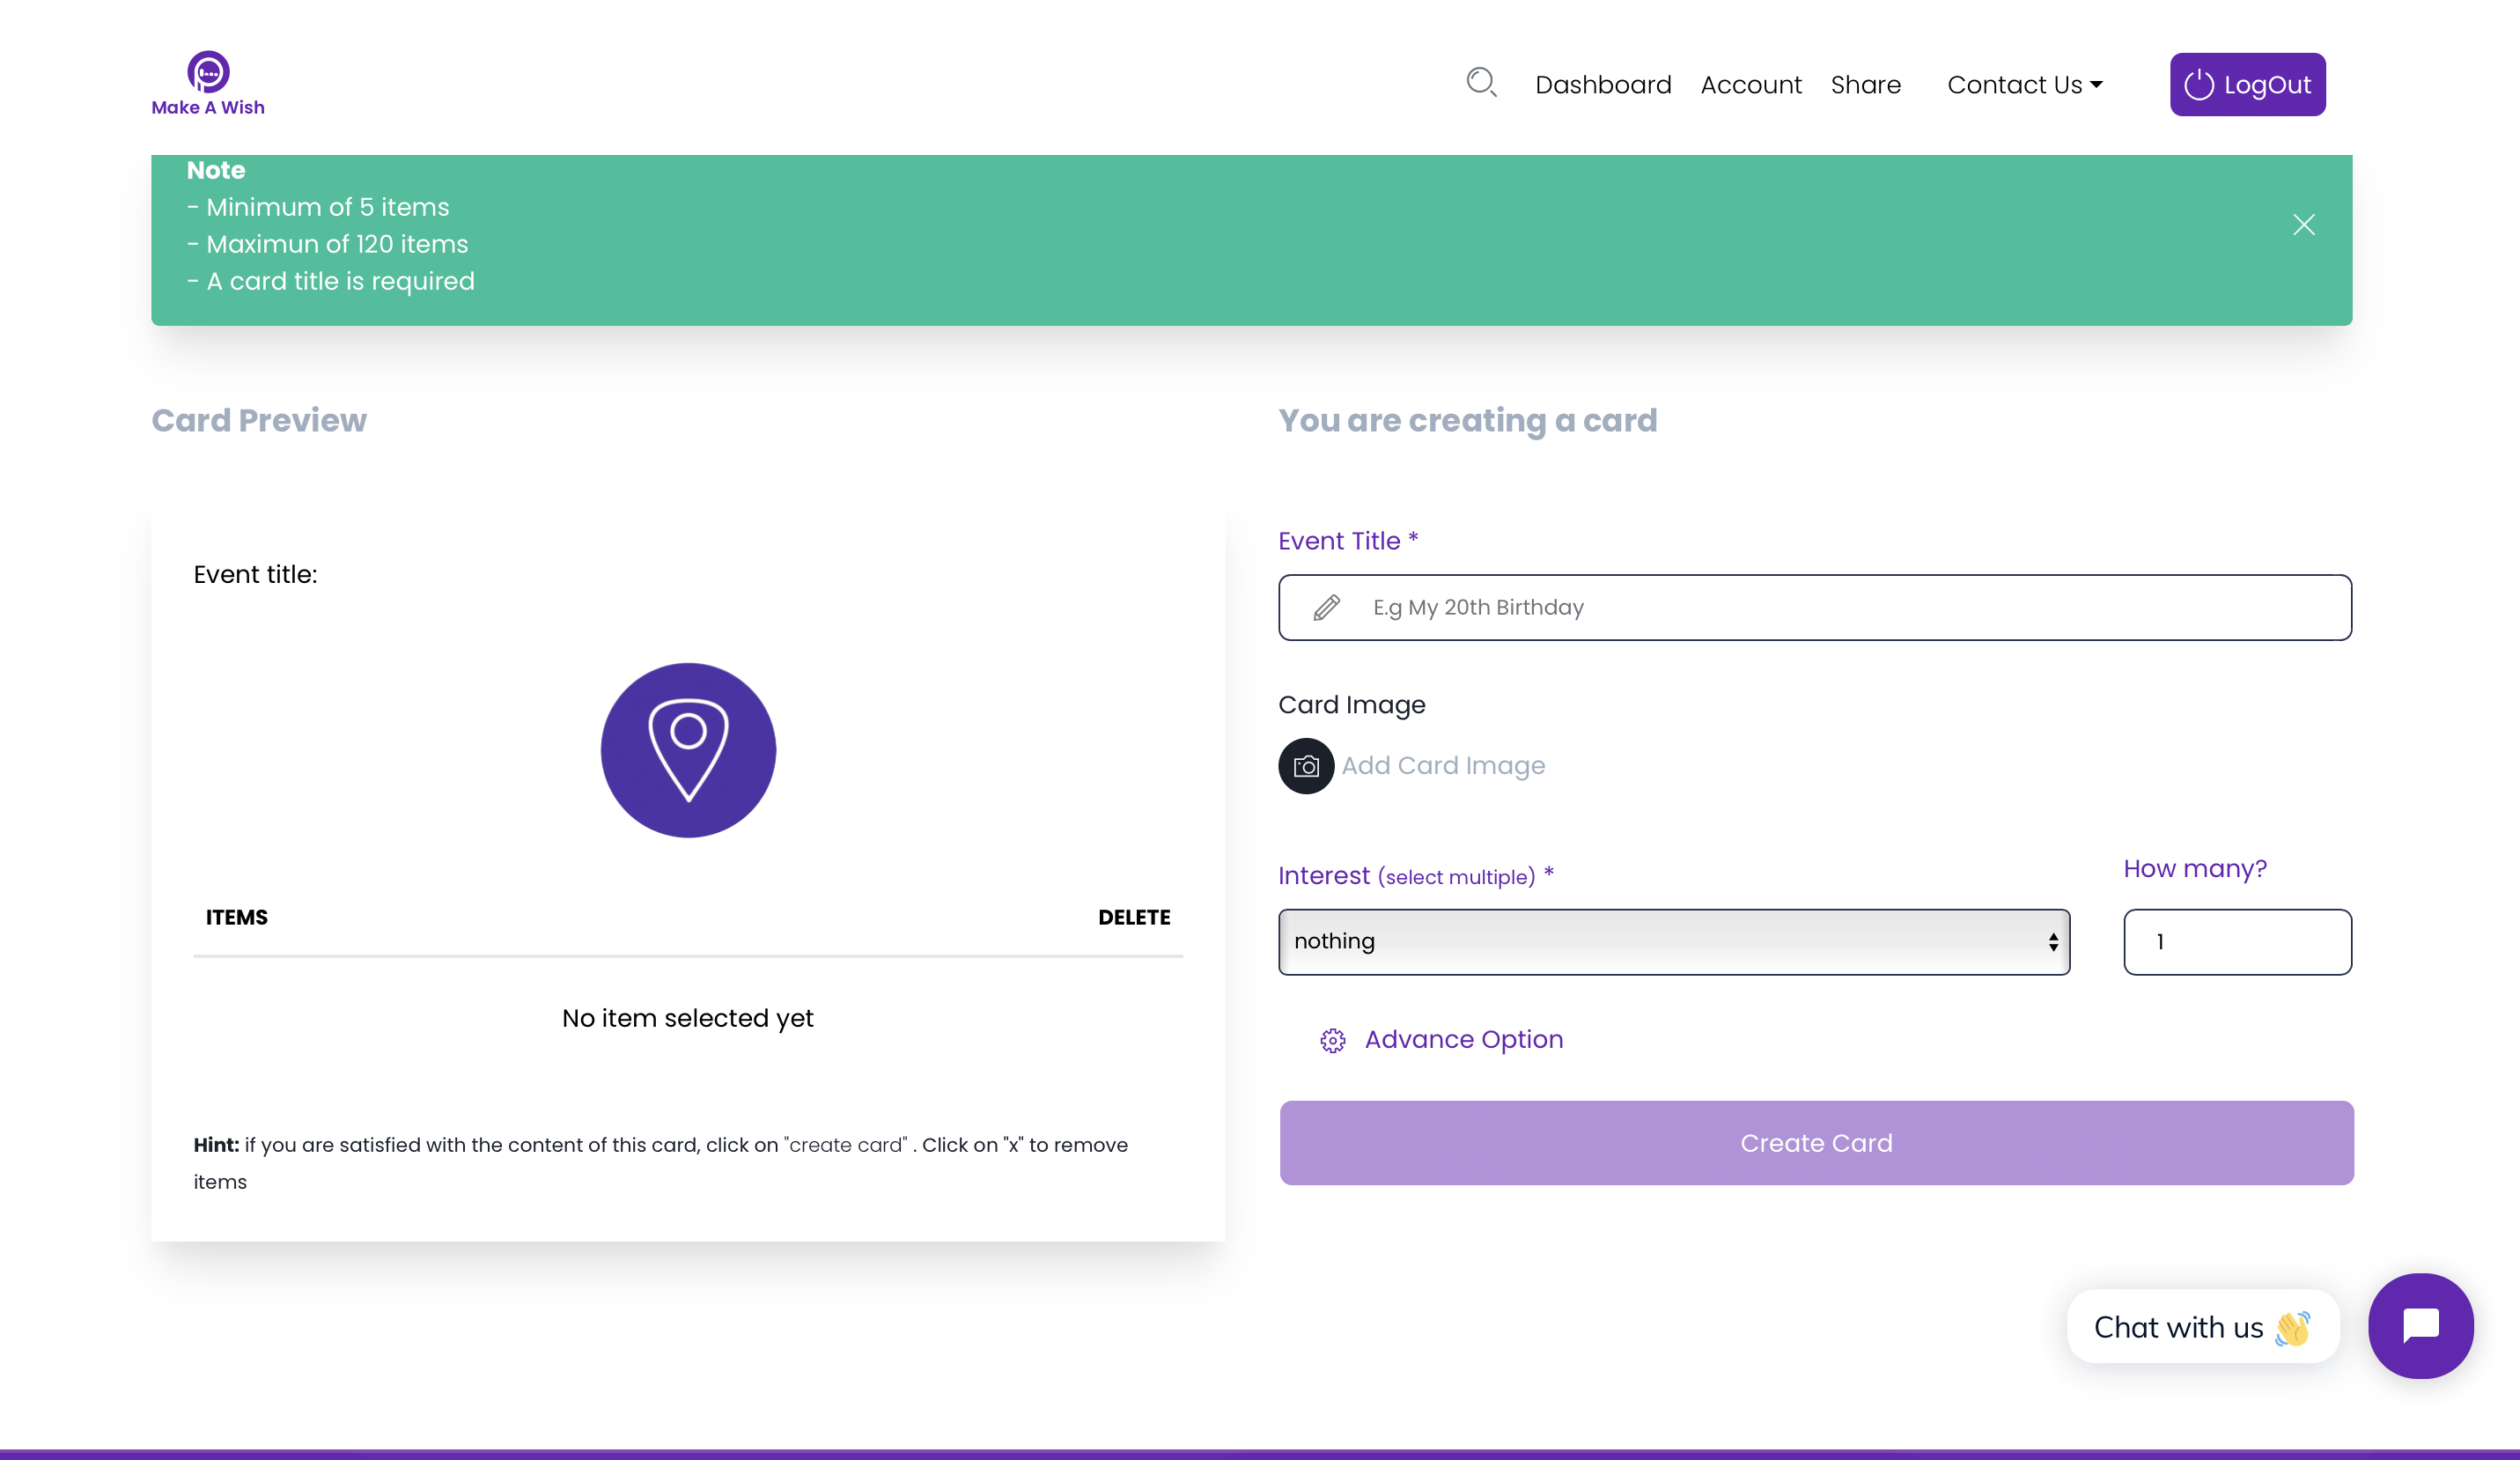 Make A Wish
Dashboard Account Share Contact Us LogOut
Note
- Minimum of 5 items
- Maximun of 120 items
- A card title is required
Card Preview
Event title:
ITEMS DELETE
No item selected yet
Hint: if you are satisfied with the content of this card, click on "create card" . Click on "x" to remove
items
You are creating a card
Event Title *
E.g My 20th Birthday
Card Image
Add Card Image
Interest (select multiple) *
How many?
nothing
1
Advance Option
Create Card
Chat with us 👋